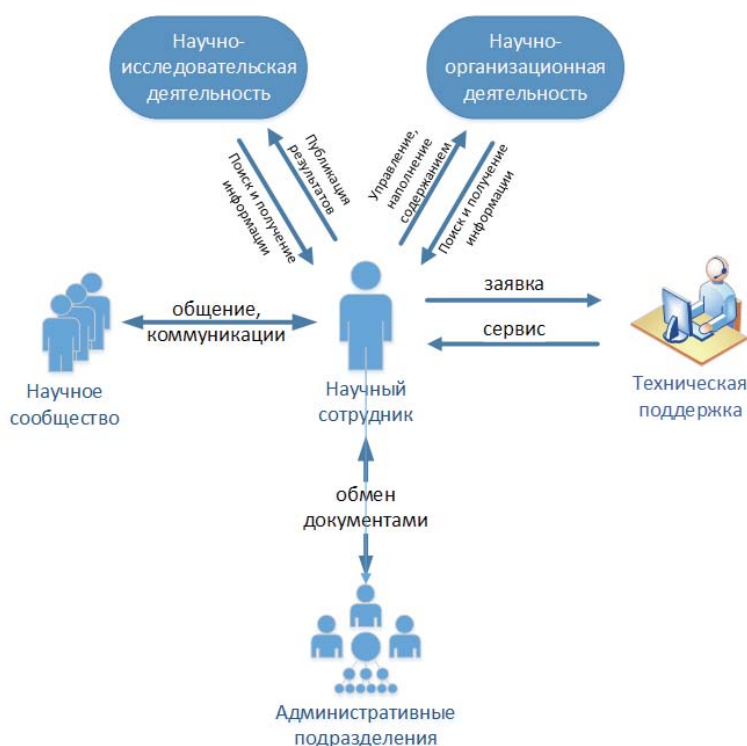 Научно-
исследовательская
деятельность
Научно-
организационная
деятельность
Поиск и получение
информации
Публикация
результатов
Управление,
наполнение
содержанием
Поиск и получение
информации
общение,
коммуникации
заявка
сервис
Научное
сообщество
Научный
сотрудник
Техническая
поддержка
обмен
документами
Административные
подразделения